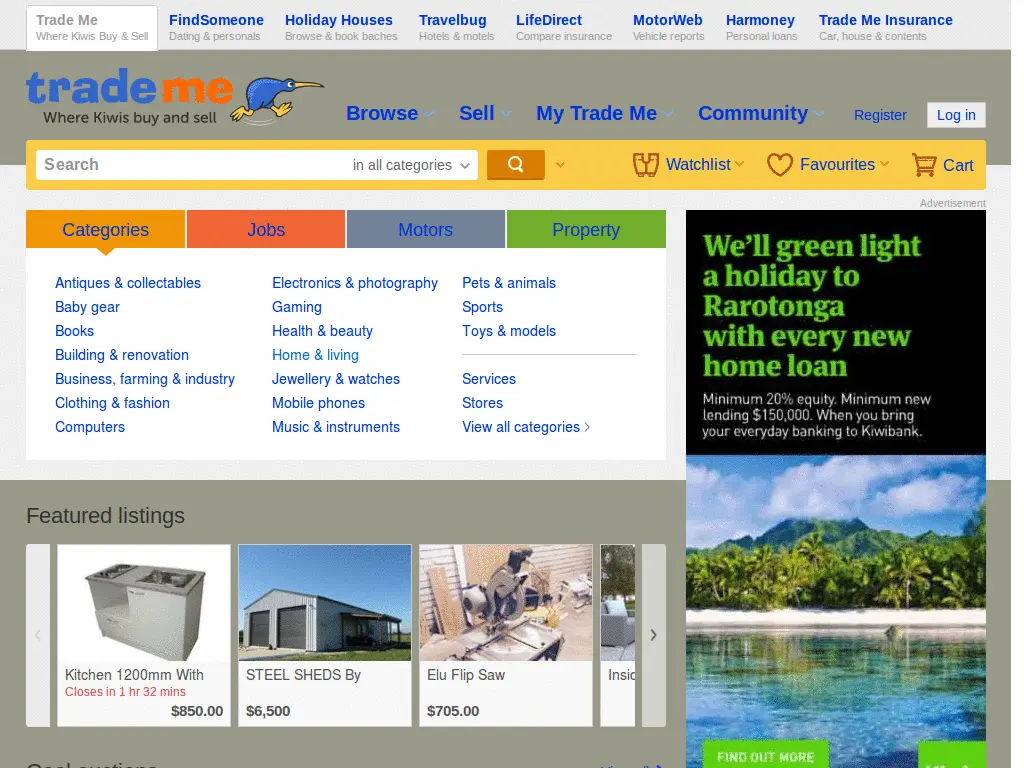 Trade Me
Where Kiwis Buy & Sell
FindSomeone
Dating & personals
Holiday Houses
Browse & book baches
Travelbug
Hotels & motels
LifeDirect
Compare insurance
MotorWeb
Vehicle reports
Harmoney
Personal loans
Trade Me Insurance
Car, house & contents
trade me
Where Kiwis buy and sell
Browse
Sell
My Trade Me
Community
Register
Log in
Search
in all categories
Watchlist
Favourites
Cart
Advertisement
Categories
Jobs
Motors
Property
Antiques & collectables
Baby gear
Books
Building & renovation
Business, farming & industry
Clothing & fashion
Computers
Electronics & photography
Gaming
Health & beauty
Home & living
Jewellery & watches
Mobile phones
Music & instruments
Pets & animals
Sports
Toys & models
Services
Stores
View all categories
We'll green light
a holiday to
Rarotonga
with every new
home loan
Minimum 20% equity. Minimum new
lending $150,000. When you bring
your everyday banking to Kiwibank.
FIND OUT MORE
Featured listings
Kitchen 1200mm With
Closes in 1 hr 32 mins
$850.00
STEEL SHEDS By
$6,500
Elu Flip Saw
$705.00